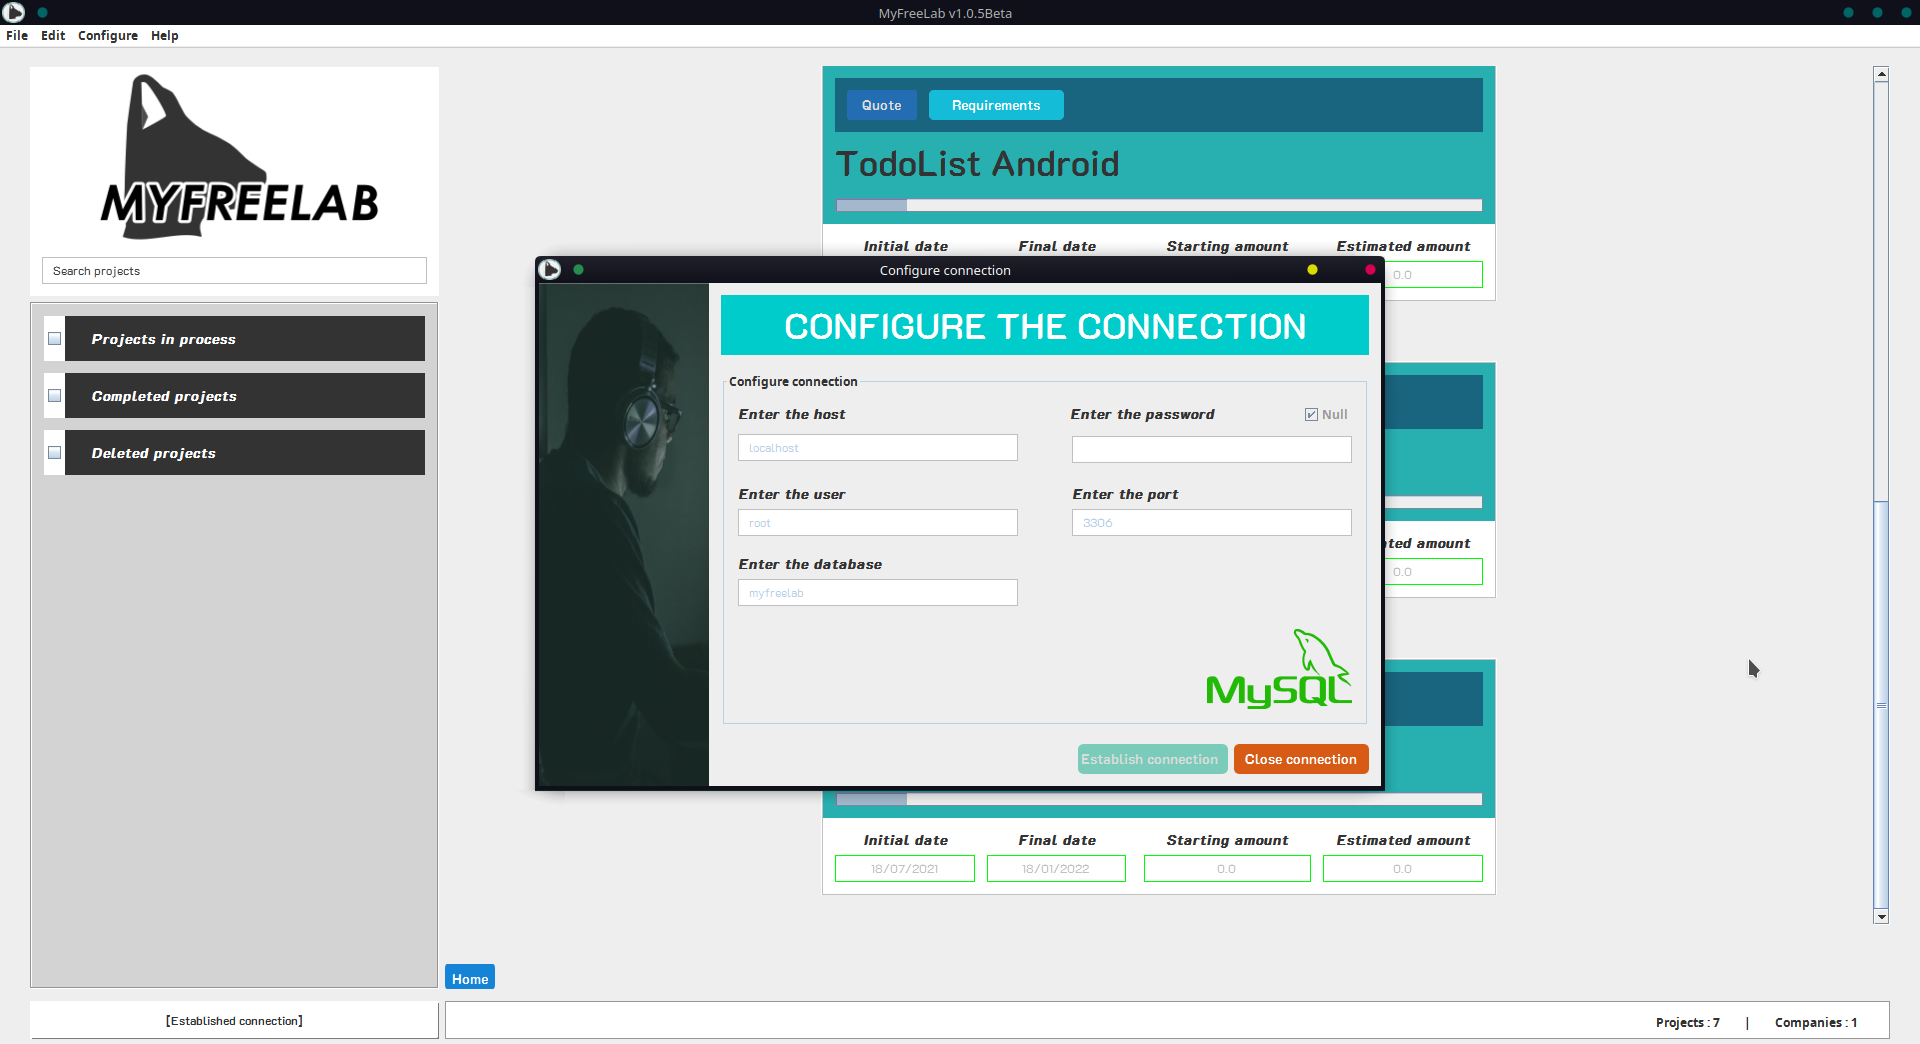 MyFreeLab v1.0.5Beta
File Edit Configure Help
MYFREELAB
Search projects
Projects in process
Completed projects
Deleted projects
Quote Requirements
TodoList Android
Initial date Final date Starting amount Estimated amount
0.0
Configure connection
CONFIGURE THE CONNECTION
Configure connection
Enter the host Enter the password Null
localhost
Enter the user Enter the port
root 3306
Enter the database
myfreelab
MySQL
Establish connection Close connection
amount
0.0
Initial date Final date Starting amount Estimated amount
18/07/2021 18/01/2022 0.0 0.0
Home
[Established connection]
Projects : 7 | Companies : 1